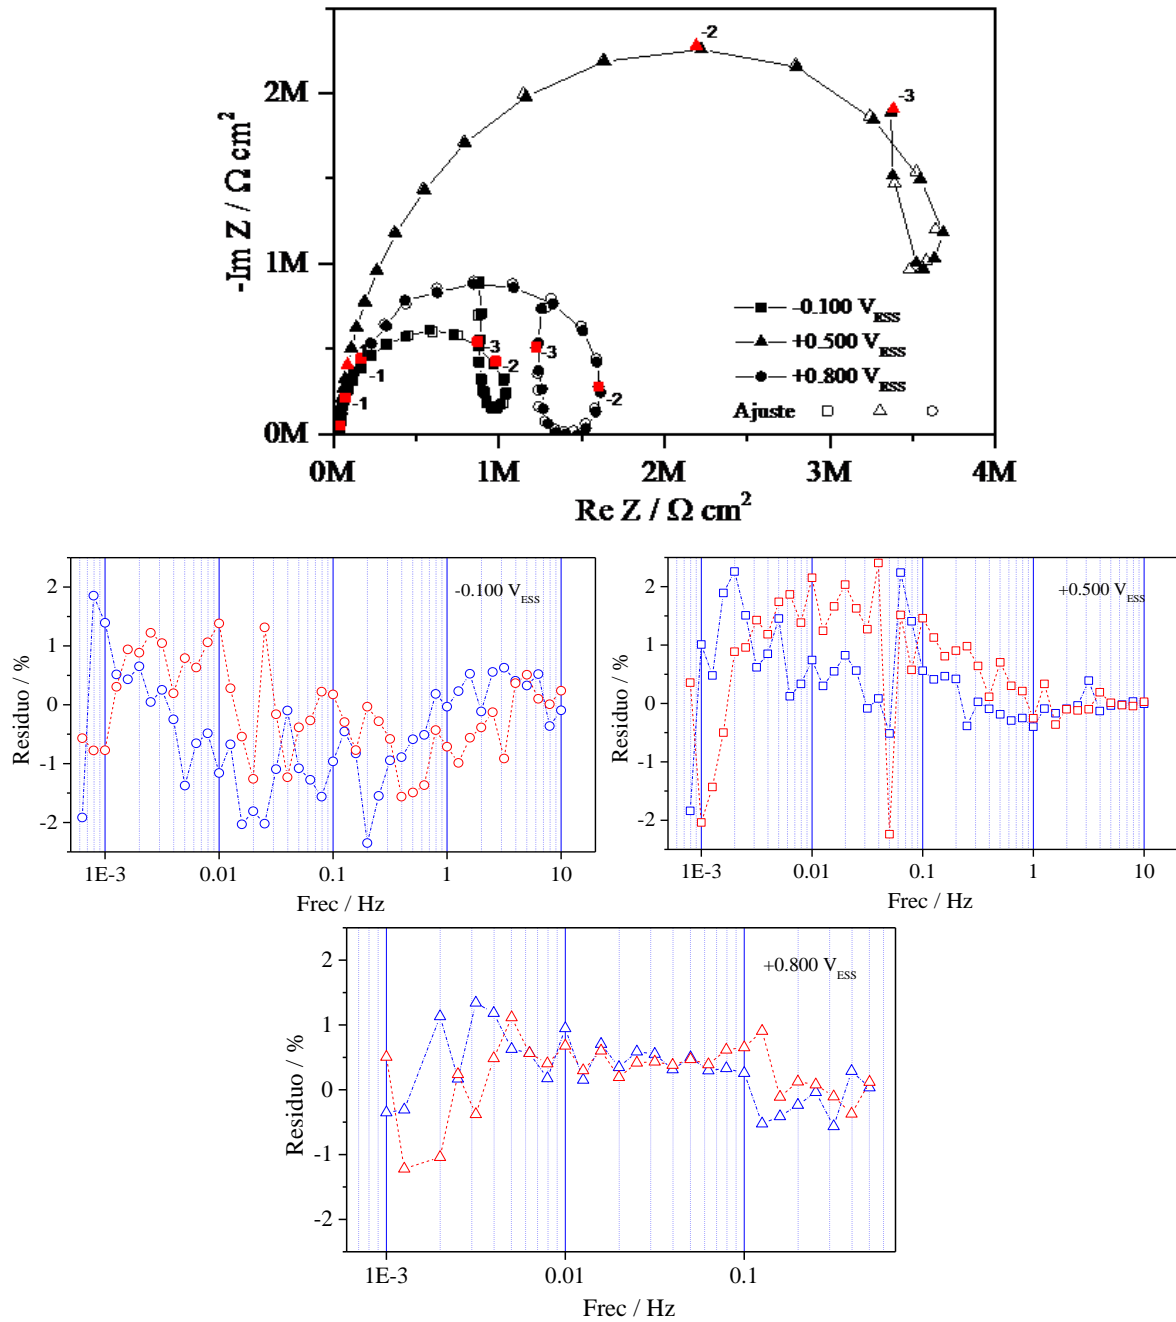 -Im Z / Ω cm²
2M
1M
0M
-2
-3
-1
-1
-3
-2
-3
-2
-0.100 V_ESS
+0.500 V_ESS
+0.800 V_ESS
Ajuste
0M 1M 2M 3M 4M
Re Z / Ω cm²
Residuo / %
2
1
0
-1
-2
-0.100 V_ESS
1E-3 0.01 0.1 1 10
Frec / Hz
Residuo / %
2
1
0
-1
-2
+0.500 V_ESS
1E-3 0.01 0.1 1 10
Frec / Hz
Residuo / %
2
1
0
-1
-2
+0.800 V_ESS
1E-3 0.01 0.1
Frec / Hz